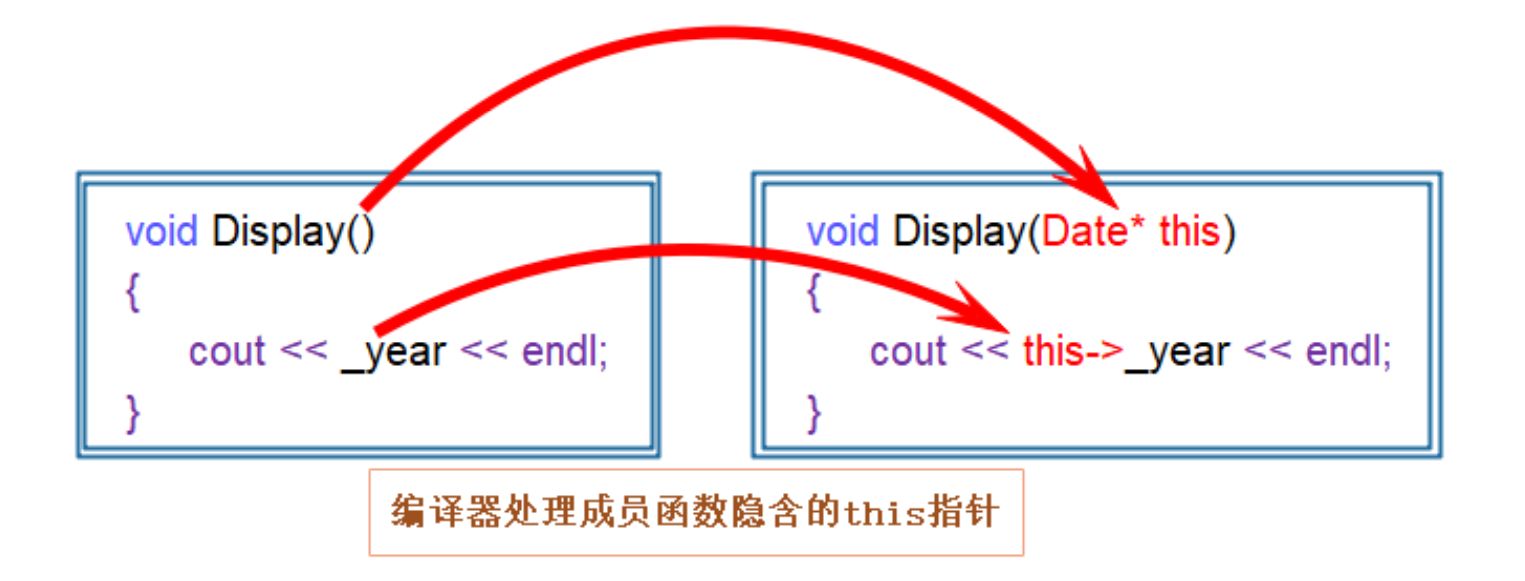 void Display()
{
cout << _year << endl;
}
void Display(Date* this)
{
cout << this->_year << endl;
}
编译器处理成员函数隐含的this指针